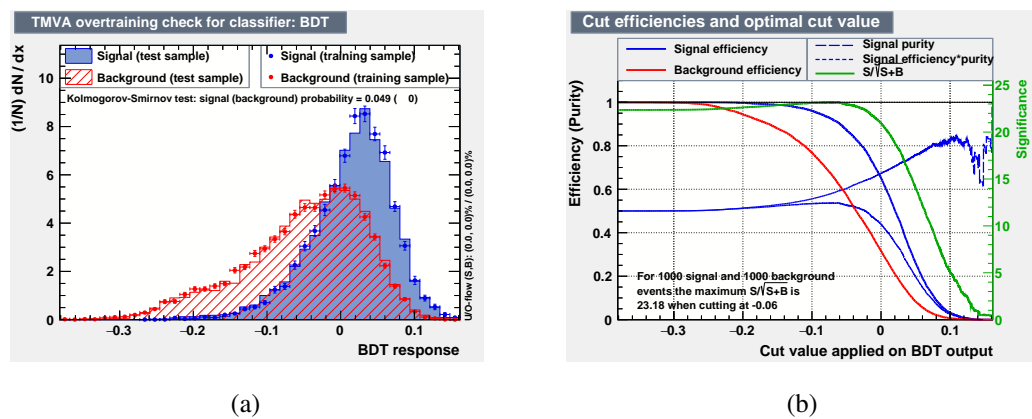 TMVA overtraining check for classifier: BDT
(1/N) dN / dx
Signal (test sample)
Background (test sample)
Signal (training sample)
Background (training sample)
Kolmogorov-Smirnov test: signal (background) probability = 0.049 ( 0)
10
8
6
4
2
0
U/O-flow (S,B): (0.0, 0.0)% / (0.0, 0.0)%
−0.3
−0.2
−0.1
0
0.1
BDT response
(a)
Cut efficiencies and optimal cut value
Signal efficiency
Background efficiency
Signal purity
Signal efficiency*purity
S/√S+B
Efficiency (Purity)
1
0.8
0.6
0.4
0.2
0
25
20
15
10
5
0
Significance
For 1000 signal and 1000 background
events the maximum S/√S+B is
23.18 when cutting at -0.06
−0.3
−0.2
−0.1
0
0.1
Cut value applied on BDT output
(b)